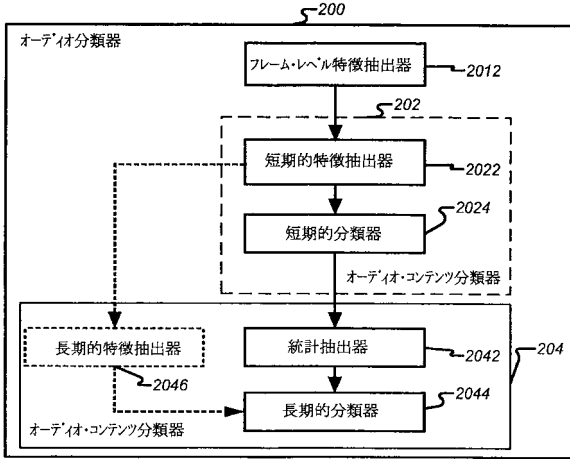 200
オーディオ分類器
フレーム・レベル特徴抽出器
2012
202
短期的特徴抽出器
2022
短期的分類器
2024
オーディオ・コンテンツ分類器
長期的特徴抽出器
2046
統計抽出器
2042
204
長期的分類器
2044
オーディオ・コンテンツ分類器